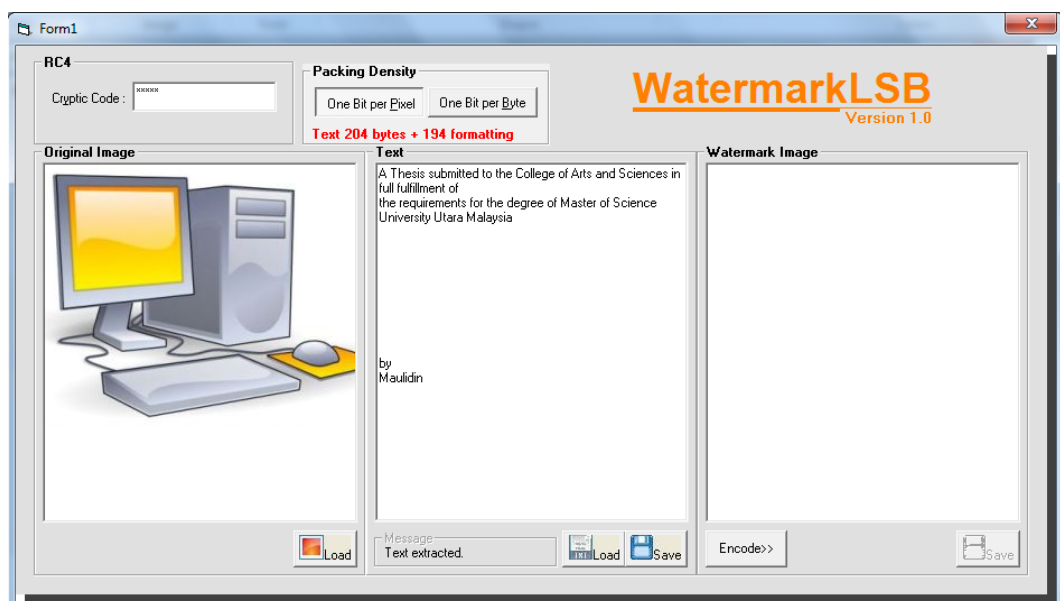 Form1
RC4
Cryptic Code :
*****
Packing Density
One Bit per Pixel
One Bit per Byte
Text 204 bytes + 194 formatting
WatermarkLSB
Version 1.0
Original Image
Text
Watermark Image
A Thesis submitted to the College of Arts and Sciences in
full fulfillment of
the requirements for the degree of Master of Science
University Utara Malaysia
by
Maulidin
Load
Message
Text extracted.
TXT
Load
Save
Encode>>
Save